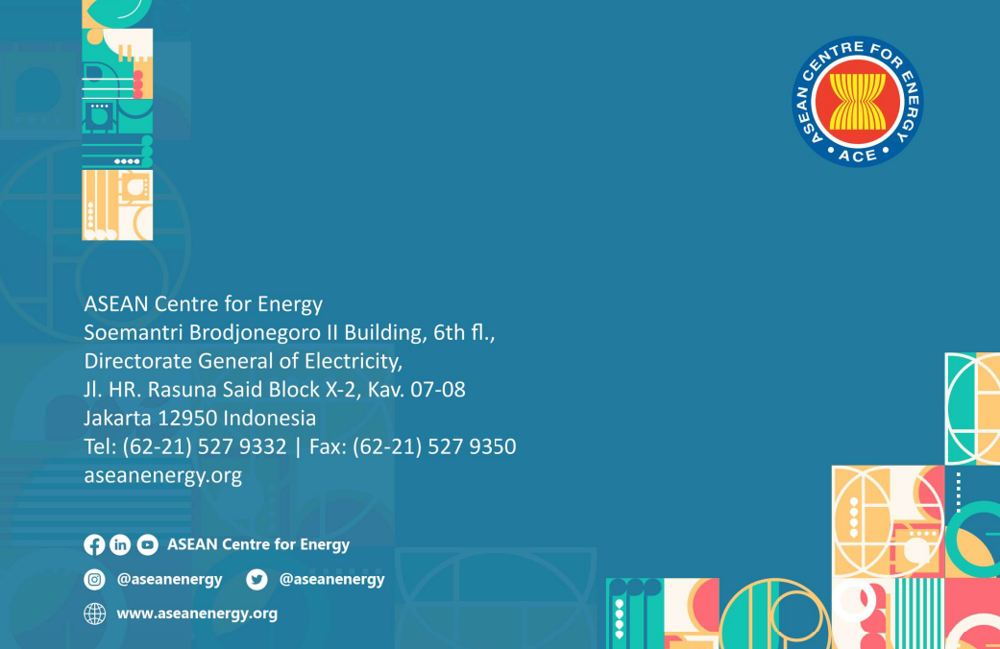 ASEAN CENTRE FOR ENERGY
• ACE •
ASEAN Centre for Energy
Soemantri Brodjonegoro II Building, 6th fl.,
Directorate General of Electricity,
Jl. HR. Rasuna Said Block X-2, Kav. 07-08
Jakarta 12950 Indonesia
Tel: (62-21) 527 9332 | Fax: (62-21) 527 9350
aseanenergy.org
ASEAN Centre for Energy
@aseanenergy @aseanenergy
www.aseanenergy.org